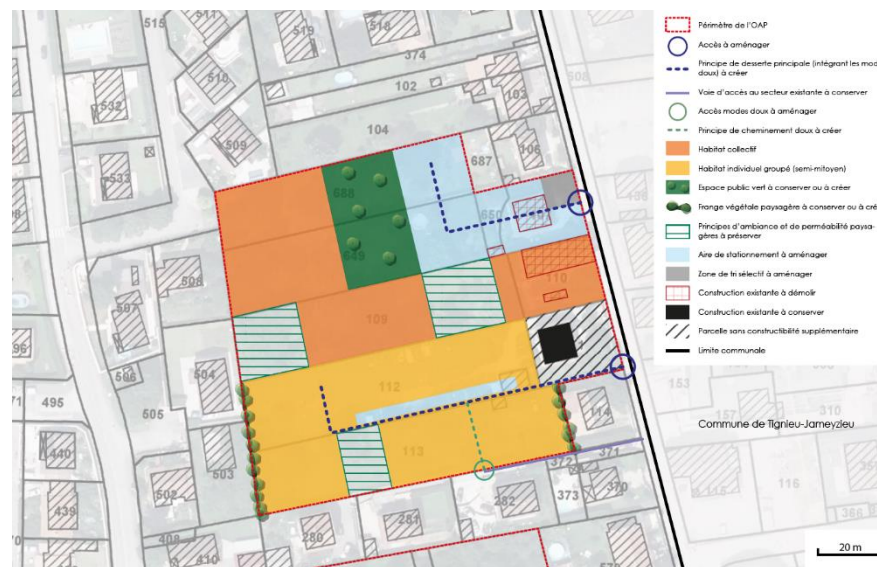 515
511
519
518
374
510
102
532
103
509
104
533
687
106
688
650
508
649
110
109
507
504
112
506
495
505
114
113
503
371
440
372
502
373
370
282
439
281
408
280
410
Périmètre de l'OAP
Accès à aménager
Principe de desserte principale (intégrant les mod
doux) à créer
Voie d'accès au secteur existante à conserver
Accès modes doux à aménager
Principe de cheminement doux à créer
Habitat collectif
Habitat individuel groupé (semi-mitoyen)
Espace public vert à conserver ou à créer
Frange végétale paysagère à conserver ou à cré
Principes d'ambiance et de perméabilité paysa-
gères à préserver
Aire de stationnement à aménager
Zone de tri sélectif à aménager
Construction existante à démolir
Construction existante à conserver
Parcelle sans constructibilité supplémentaire
Limite communale
153
157
310
Commune de Tignieu-Jameyzieu
116
20 m